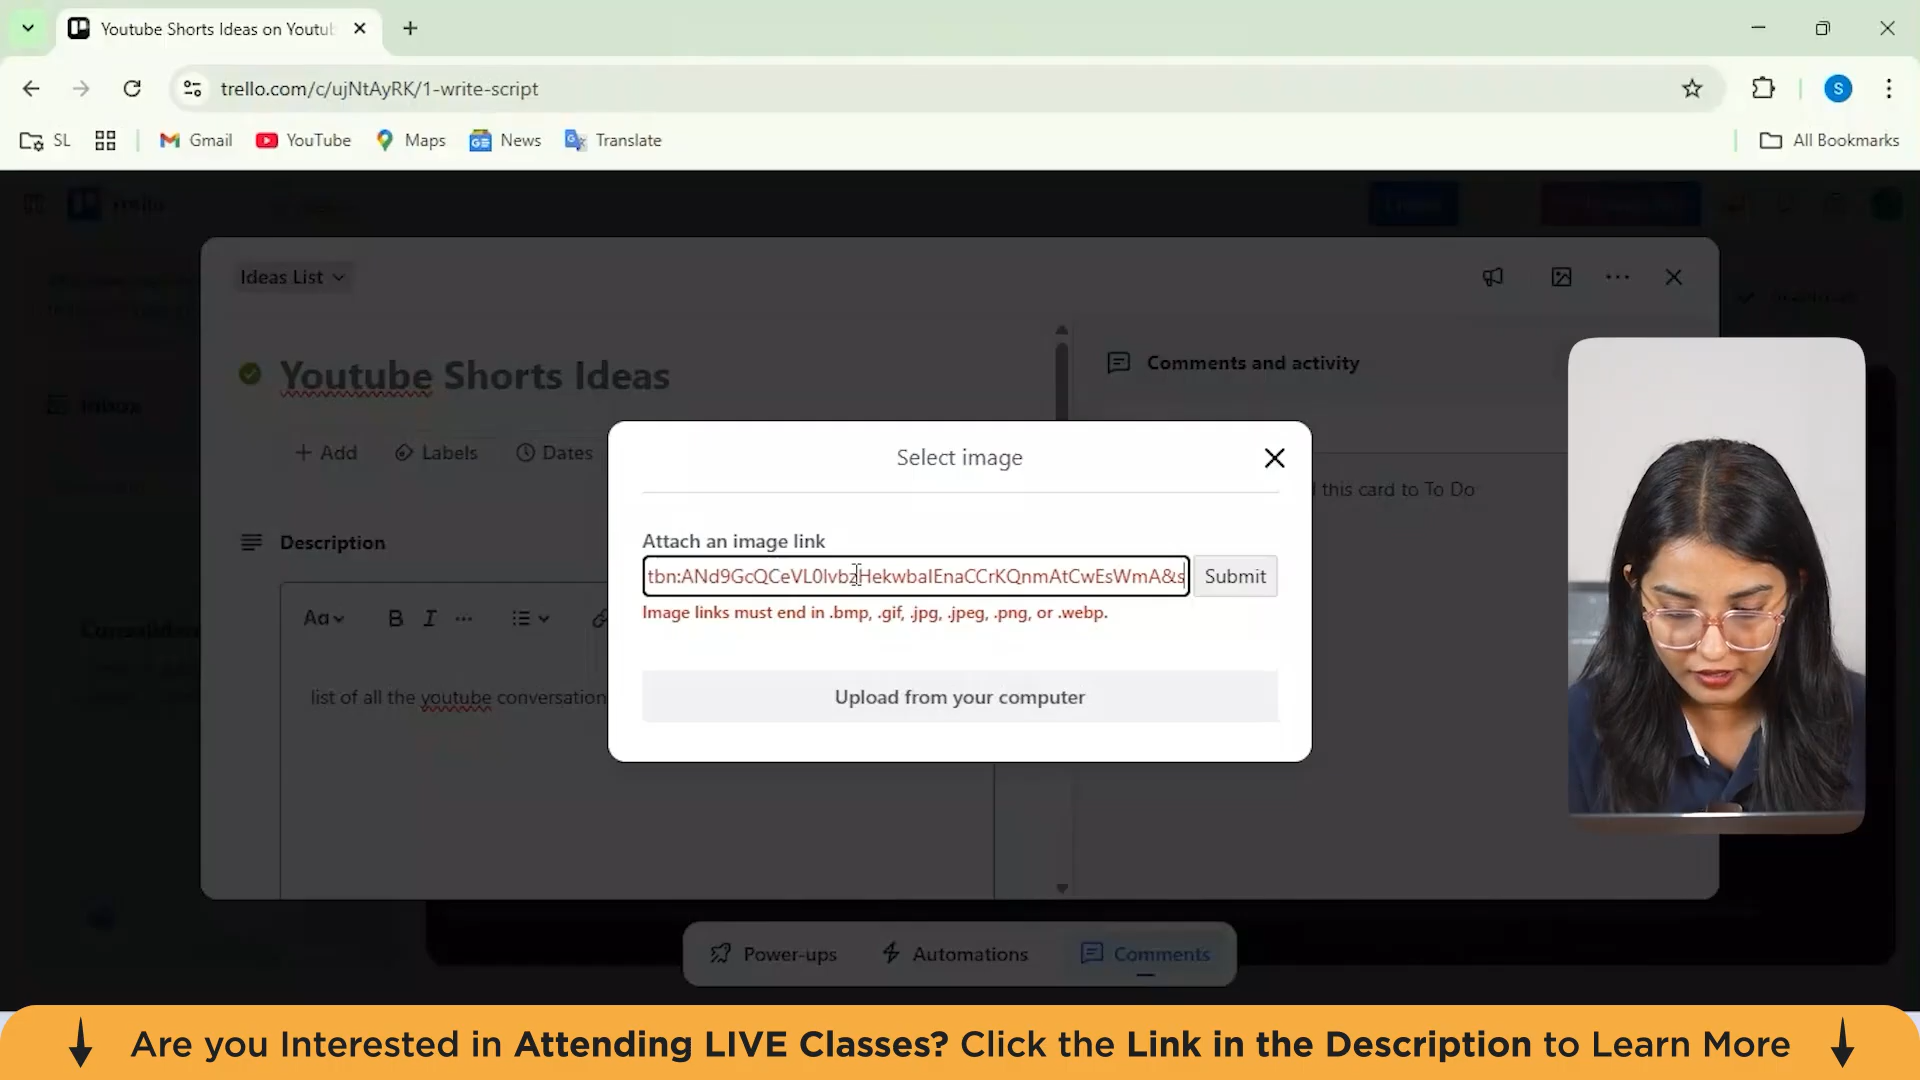 Youtube Shorts Ideas on Youtu
trello.com/c/ujNtAyRK/1-write-script
S
SL
Gmail
YouTube
Maps
News
Translate
All Bookmarks
Ideas List
Youtube Shorts Ideas
Comments and activity
+ Add
Labels
Dates
this card to To Do
Description
Aa
B
I
list of all the youtube conversation
Select image
Attach an image link
tbn:ANd9GcQCeVL0IvbzHekwbaIEnaCCrKQnmAtCwEsWmA&s
Submit
Image links must end in .bmp, .gif, .jpg, .jpeg, .png, or .webp.
Upload from your computer
Inbox
Power-ups
Automations
Comments
Are you Interested in Attending LIVE Classes? Click the Link in the Description to Learn More